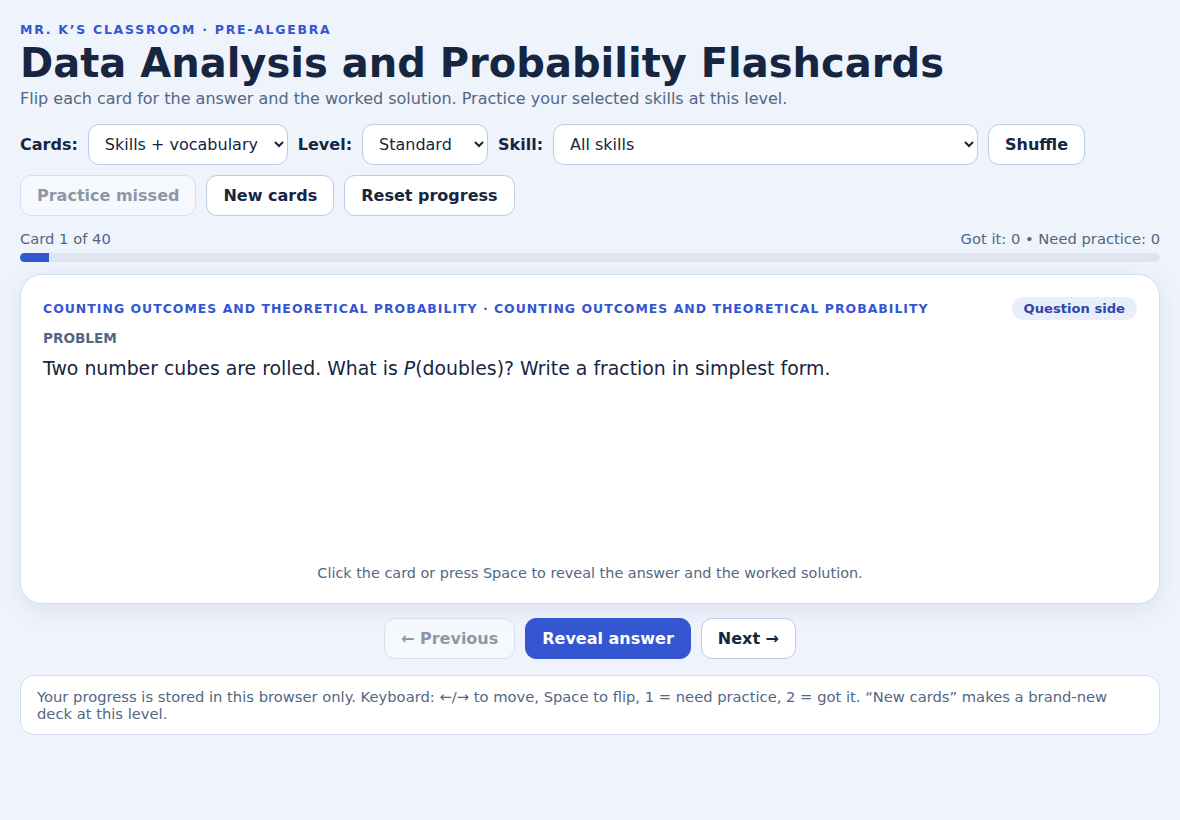 MR. K’S CLASSROOM · PRE-ALGEBRA
Data Analysis and Probability Flashcards
Flip each card for the answer and the worked solution. Practice your selected skills at this level.
Cards: Skills + vocabulary Level: Standard Skill: All skills Shuffle
Practice missed New cards Reset progress
Card 1 of 40 Got it: 0 • Need practice: 0
COUNTING OUTCOMES AND THEORETICAL PROBABILITY · COUNTING OUTCOMES AND THEORETICAL PROBABILITY Question side
PROBLEM
Two number cubes are rolled. What is P(doubles)? Write a fraction in simplest form.
Click the card or press Space to reveal the answer and the worked solution.
← Previous Reveal answer Next →
Your progress is stored in this browser only. Keyboard: ←/→ to move, Space to flip, 1 = need practice, 2 = got it. “New cards” makes a brand-new
deck at this level.